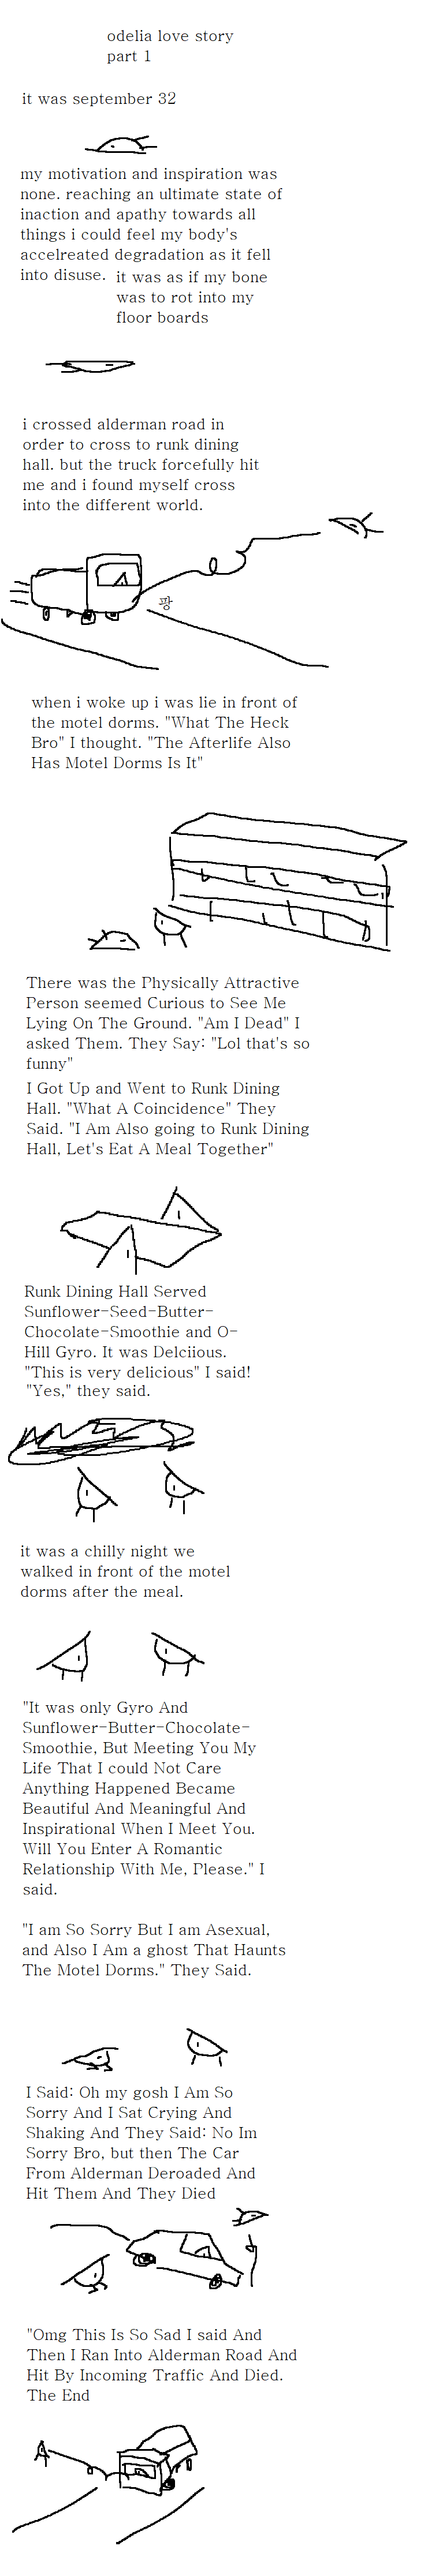 odelia love story
part 1
it was september 32
my motivation and inspiration was
none. reaching an ultimate state of
inaction and apathy towards all
things i could feel my body's
accelreated degradation as it fell
into disuse. it was as if my bone
was to rot into my
floor boards
i crossed alderman road in
order to cross to runk dining
hall. but the truck forcefully hit
me and i found myself cross
into the different world.
쾅
when i woke up i was lie in front of
the motel dorms. "What The Heck
Bro" I thought. "The Afterlife Also
Has Motel Dorms Is It"
There was the Physically Attractive
Person seemed Curious to See Me
Lying On The Ground. "Am I Dead" I
asked Them. They Say: "Lol that's so
funny"
I Got Up and Went to Runk Dining
Hall. "What A Coincidence" They
Said. "I Am Also going to Runk Dining
Hall, Let's Eat A Meal Together"
Runk Dining Hall Served
Sunflower-Seed-Butter-
Chocolate-Smoothie and O-
Hill Gyro. It was Delciious.
"This is very delicious" I said!
"Yes," they said.
it was a chilly night we
walked in front of the motel
dorms after the meal.
"It was only Gyro And
Sunflower-Butter-Chocolate-
Smoothie, But Meeting You My
Life That I could Not Care
Anything Happened Became
Beautiful And Meaningful And
Inspirational When I Meet You.
Will You Enter A Romantic
Relationship With Me, Please." I
said.
"I am So Sorry But I am Asexual,
and Also I Am a ghost That Haunts
The Motel Dorms." They Said.
I Said: Oh my gosh I Am So
Sorry And I Sat Crying And
Shaking And They Said: No Im
Sorry Bro, but then The Car
From Alderman Deroaded And
Hit Them And They Died
"Omg This Is So Sad I said And
Then I Ran Into Alderman Road And
Hit By Incoming Traffic And Died.
The End